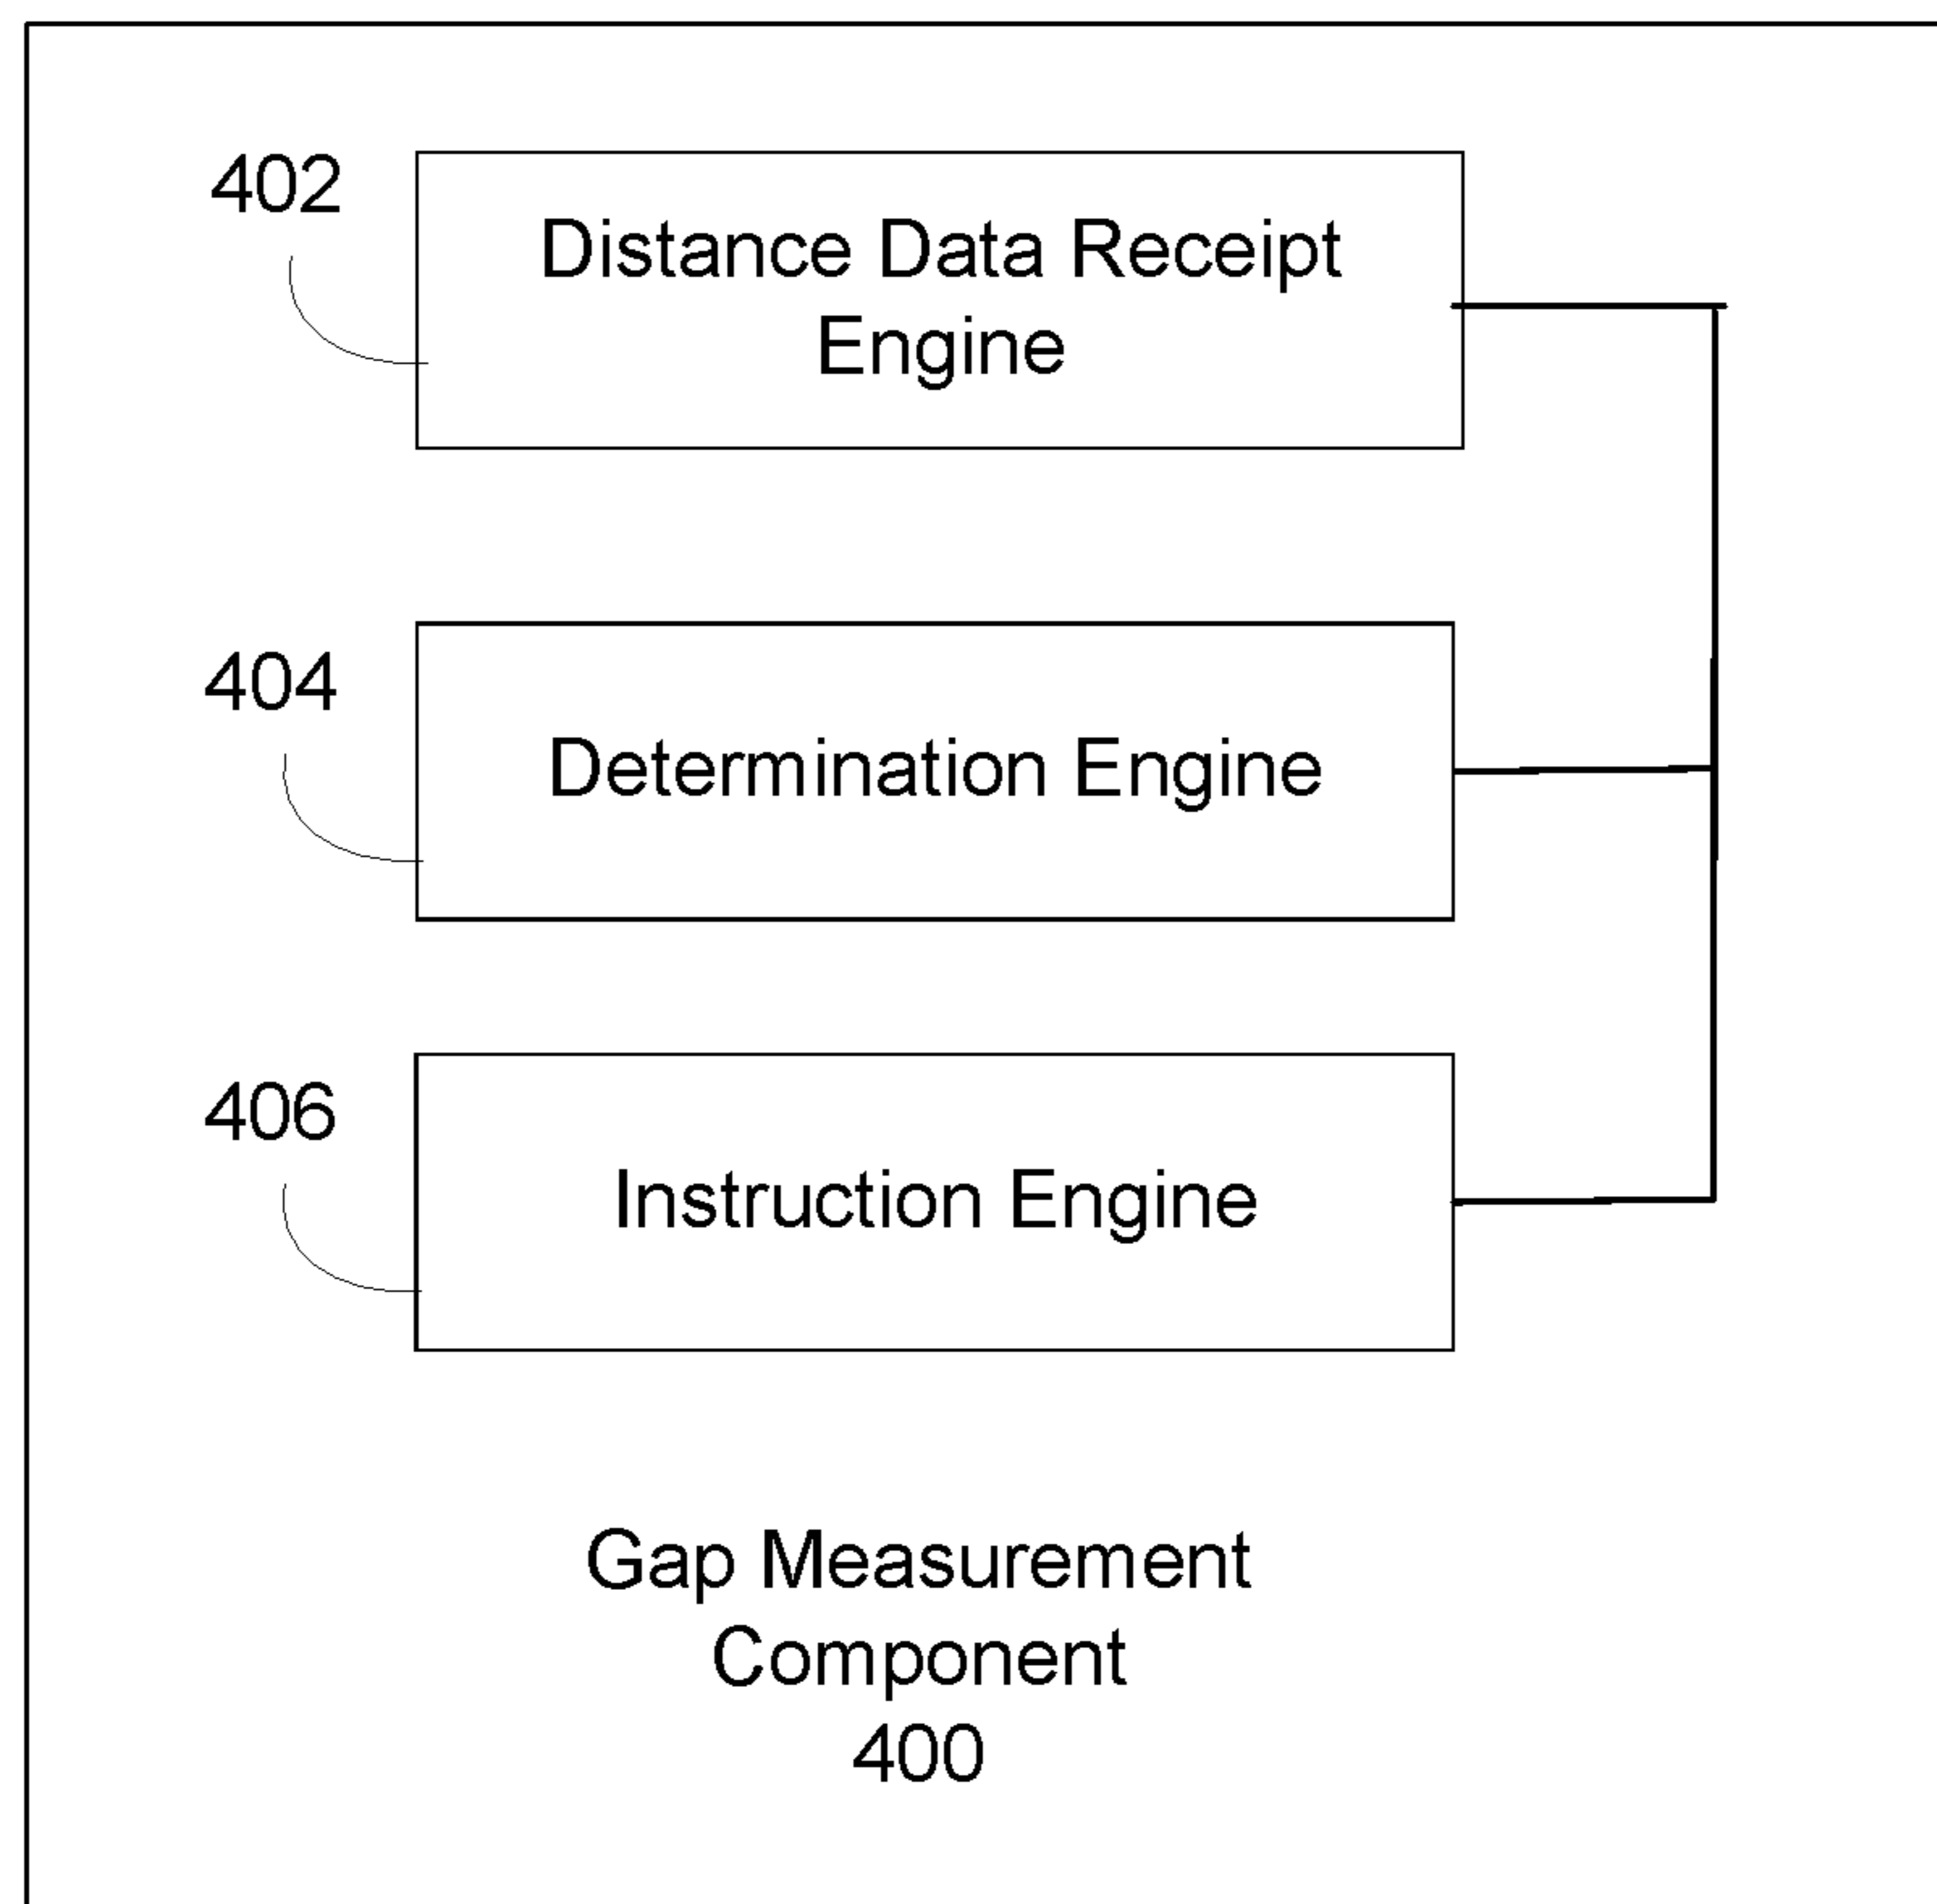 402
Distance Data Receipt
Engine
404
Determination Engine
406
Instruction Engine
Gap Measurement
Component
400